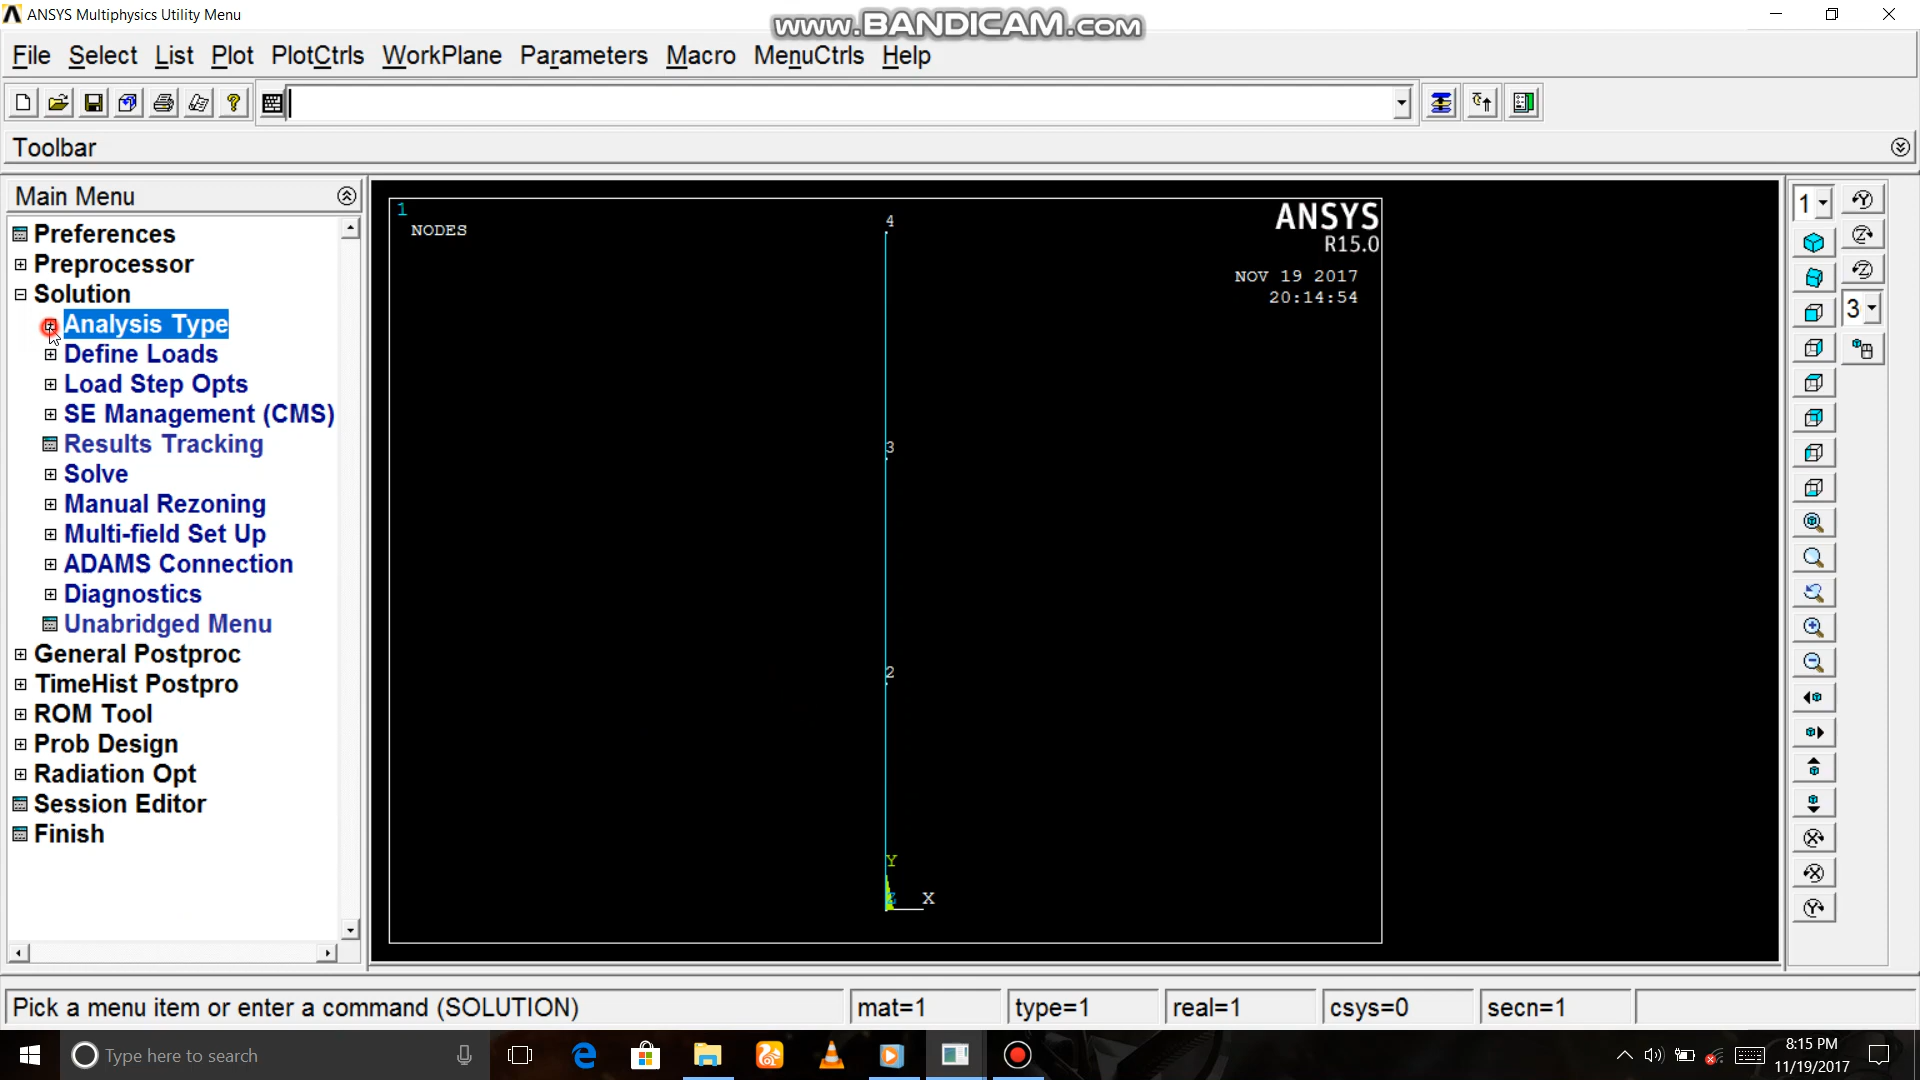 ANSYS Multiphysics Utility Menu
www.BANDICAM.com
File Select List Plot PlotCtrls WorkPlane Parameters Macro MenuCtrls Help
Toolbar
Main Menu
Preferences
Preprocessor
Solution
Analysis Type
Define Loads
Load Step Opts
SE Management (CMS)
Results Tracking
Solve
Manual Rezoning
Multi-field Set Up
ADAMS Connection
Diagnostics
Unabridged Menu
General Postproc
TimeHist Postpro
ROM Tool
Prob Design
Radiation Opt
Session Editor
Finish
1
NODES
ANSYS
R15.0
NOV 19 2017
20:14:54
4
3
2
Y
Z
X
1
3
Pick a menu item or enter a command (SOLUTION)
mat=1
type=1
real=1
csys=0
secn=1
Type here to search
8:15 PM
11/19/2017